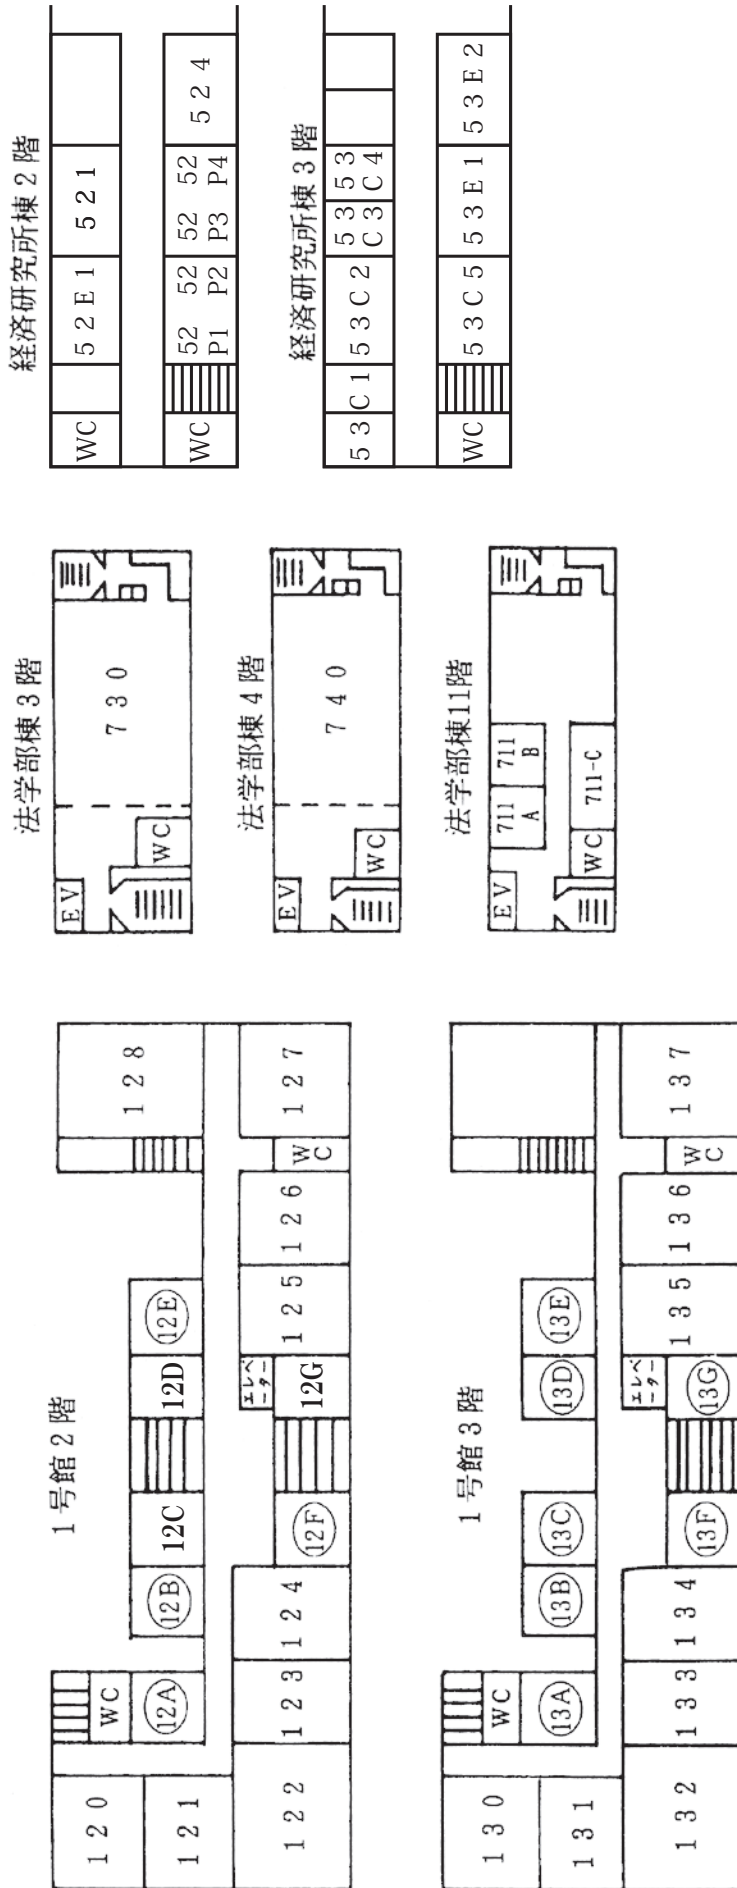 1号館2階
120
121
122
WC
12A
123
12B
124
12C
12F
12D
エレベーター
12G
12E
125
126
WC
128
127
1号館3階
130
131
132
WC
13A
133
13B
134
13C
13F
13D
エレベーター
13G
13E
135
136
WC
137
法学部棟3階
EV
WC
730
法学部棟4階
EV
WC
740
法学部棟11階
EV
WC
711
A
711
B
711-C
経済研究所棟2階
WC
52E1
521
WC
52
P1
52
P2
52
P3
52
P4
524
経済研究所棟3階
53C1
53C2
53
C3
53
C4
WC
53C5
53E1
53E2